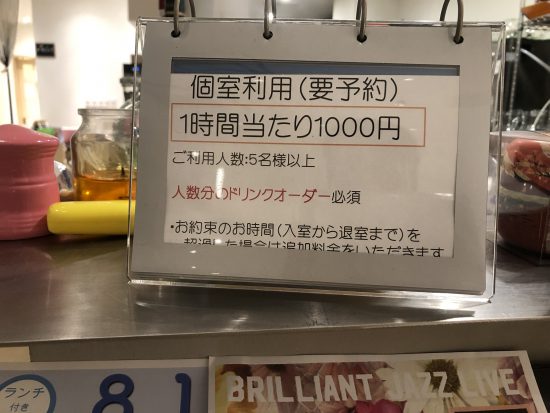 個室利用(要予約)
1時間当たり1000円
ご利用人数:5名様以上
人数分のドリンクオーダー必須
・お約束のお時間(入室から退室まで)を
超過した場合は追加料金をいただきます
ランチ
付き
81
BRILLIANT JAZZ LIVE